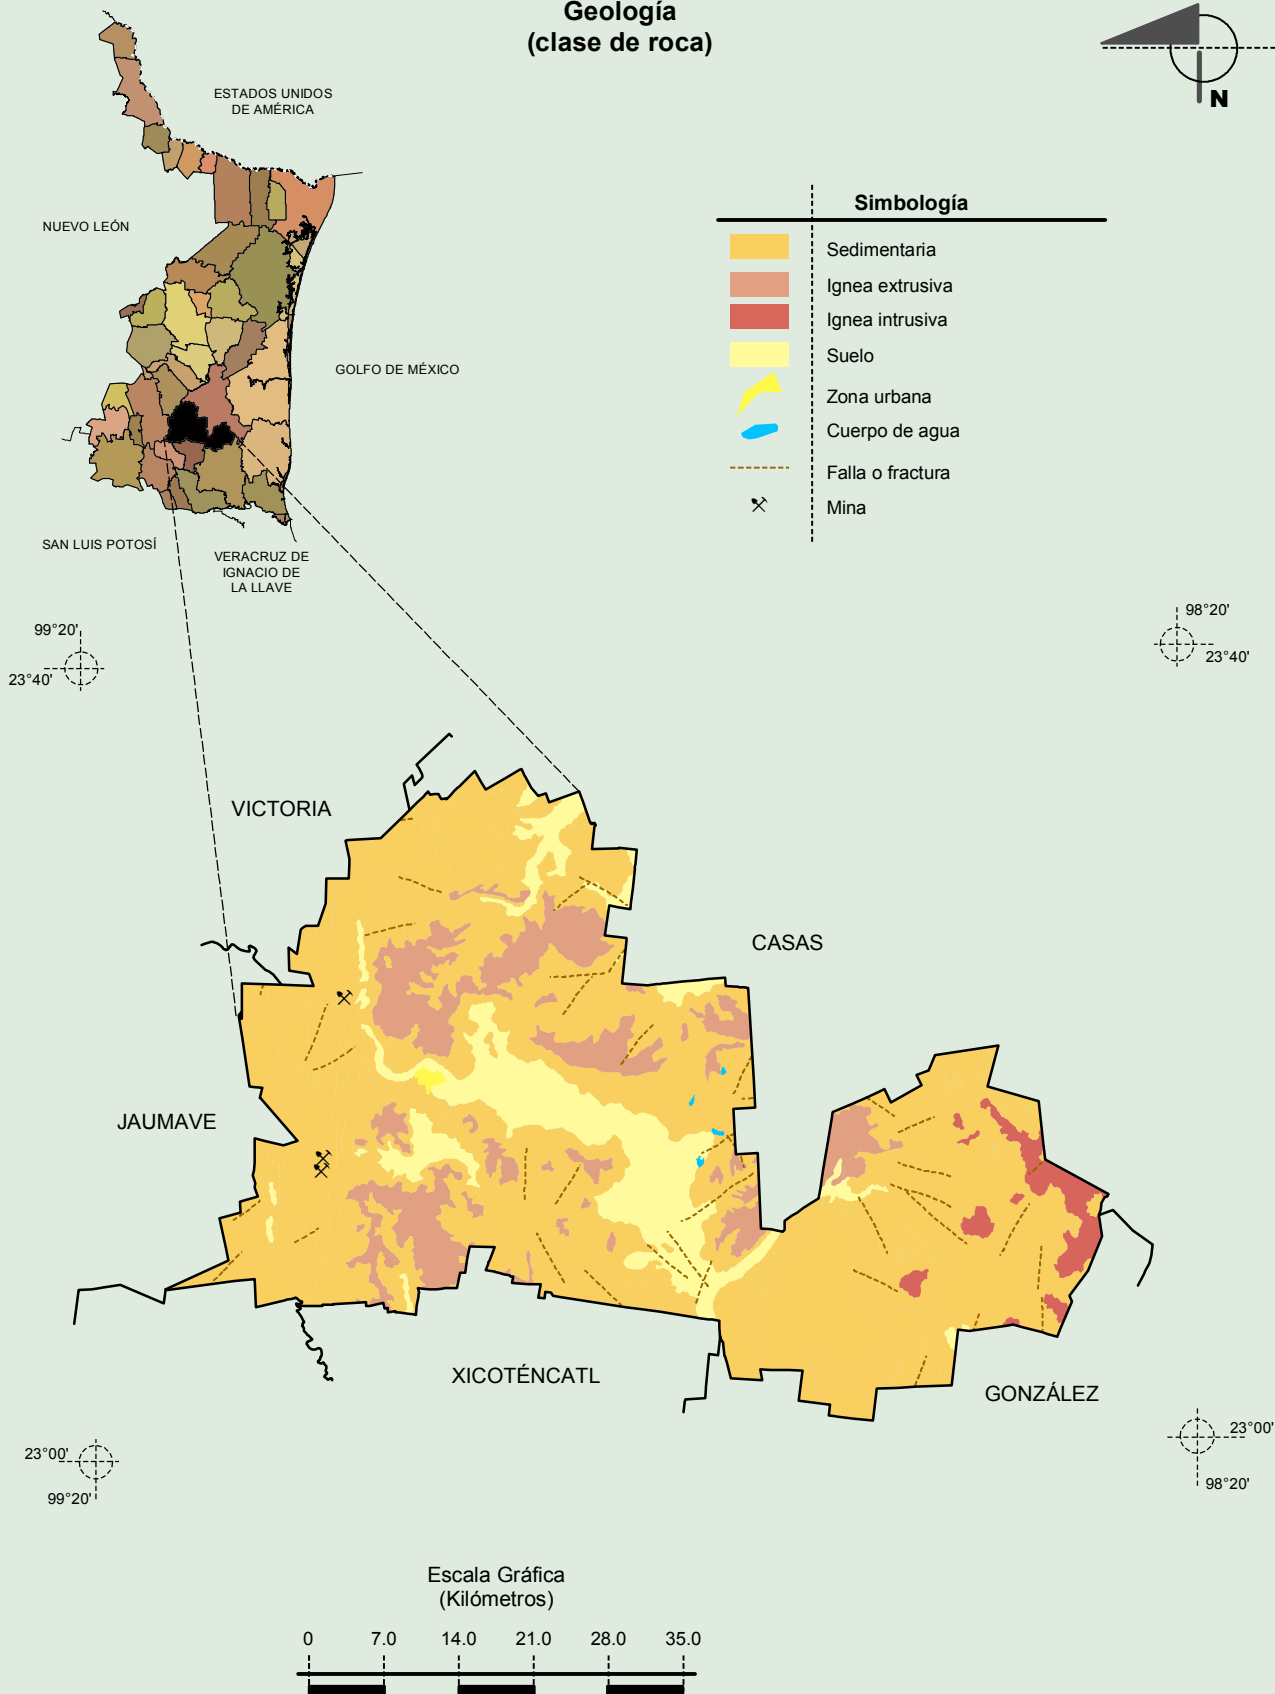 Geología
(clase de roca)
N
ESTADOS UNIDOS
DE AMÉRICA
NUEVO LEÓN
GOLFO DE MÉXICO
SAN LUIS POTOSÍ
VERACRUZ DE
IGNACIO DE
LA LLAVE
Simbología
Sedimentaria
Ignea extrusiva
Ignea intrusiva
Suelo
Zona urbana
Cuerpo de agua
Falla o fractura
Mina
99°20'
23°40'
98°20'
23°40'
VICTORIA
CASAS
JAUMAVE
XICOTÉNCATL
GONZÁLEZ
23°00'
99°20'
23°00'
98°20'
Escala Gráfica
(Kilómetros)
0 7.0 14.0 21.0 28.0 35.0